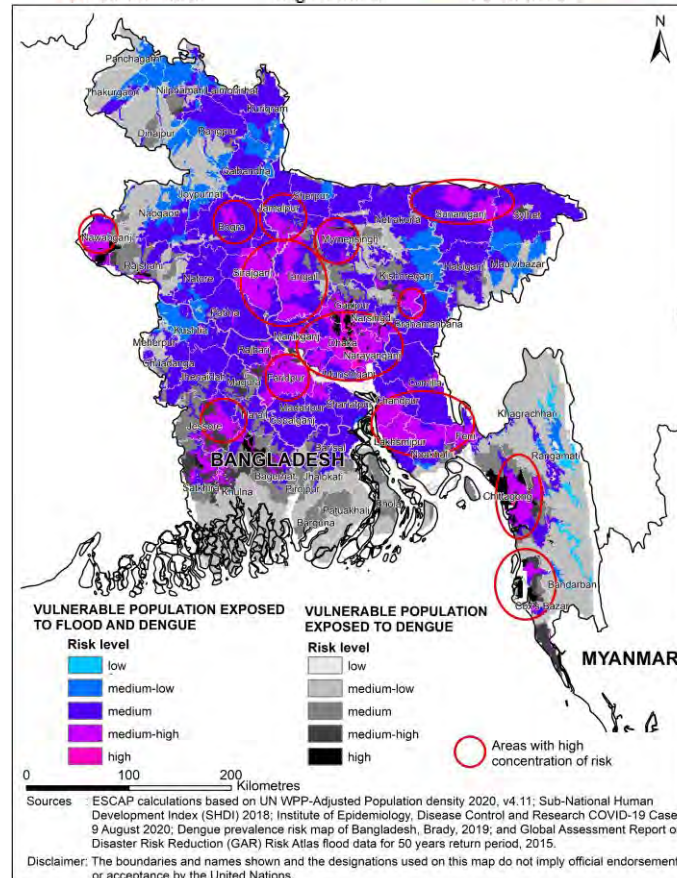 N
Panchagarh
Thakurgaon
Nilphamari
Lalmonirhat
Dinajpur
Rangpur
Kurigram
Gaibandha
Joypurhat
Sherpur
Naogaon
Bogra
Jamalpur
Netrakona
Sunamganj
Sylhet
Nawabganj
Mymensingh
Rajshahi
Natore
Sirajganj
Tangail
Kishoreganj
Habiganj
Moulvibazar
Pabna
Gazipur
Narsingdi
Brahamanbaria
Kushtia
Meherpur
Manikganj
Dhaka
Chuadanga
Rajbari
Narayanganj
Jhenaidah
Magura
Faridpur
Munshiganj
Comilla
Narail
Madaripur
Shariatpur
Chandpur
Khagrachhari
Jessore
Gopalganj
Lakshmipur
Feni
Rangamati
Barisal
Noakhali
BANGLADESH
Satkhira
Khulna
Bagerhat
Jhalokati
Pirojpur
Bhola
Chittagong
Patuakhali
Barguna
Bandarban
Cox's Bazar
MYANMAR
VULNERABLE POPULATION EXPOSED
TO FLOOD AND DENGUE
Risk level
low
medium-low
medium
medium-high
high
VULNERABLE POPULATION
EXPOSED TO DENGUE
Risk level
low
medium-low
medium
medium-high
high
Areas with high
concentration of risk
0 100 200
Kilometres
Sources : ESCAP calculations based on UN WPP-Adjusted Population density 2020, v4.11; Sub-National Human
Development Index (SHDI) 2018; Institute of Epidemiology, Disease Control and Research COVID-19 Case
9 August 2020; Dengue prevalence risk map of Bangladesh, Brady, 2019; and Global Assessment Report o
Disaster Risk Reduction (GAR) Risk Atlas flood data for 50 years return period, 2015.
Disclaimer: The boundaries and names shown and the designations used on this map do not imply official endorsement
or acceptance by the United Nations.